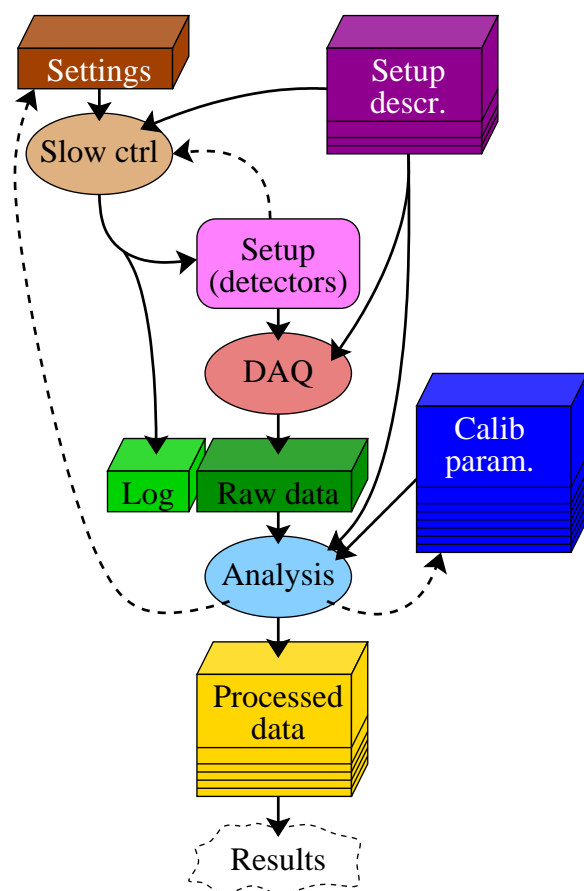 Settings
Setup
descr.
Slow ctrl
Setup
(detectors)
DAQ
Calib
param.
Log
Raw data
Analysis
Processed
data
Results